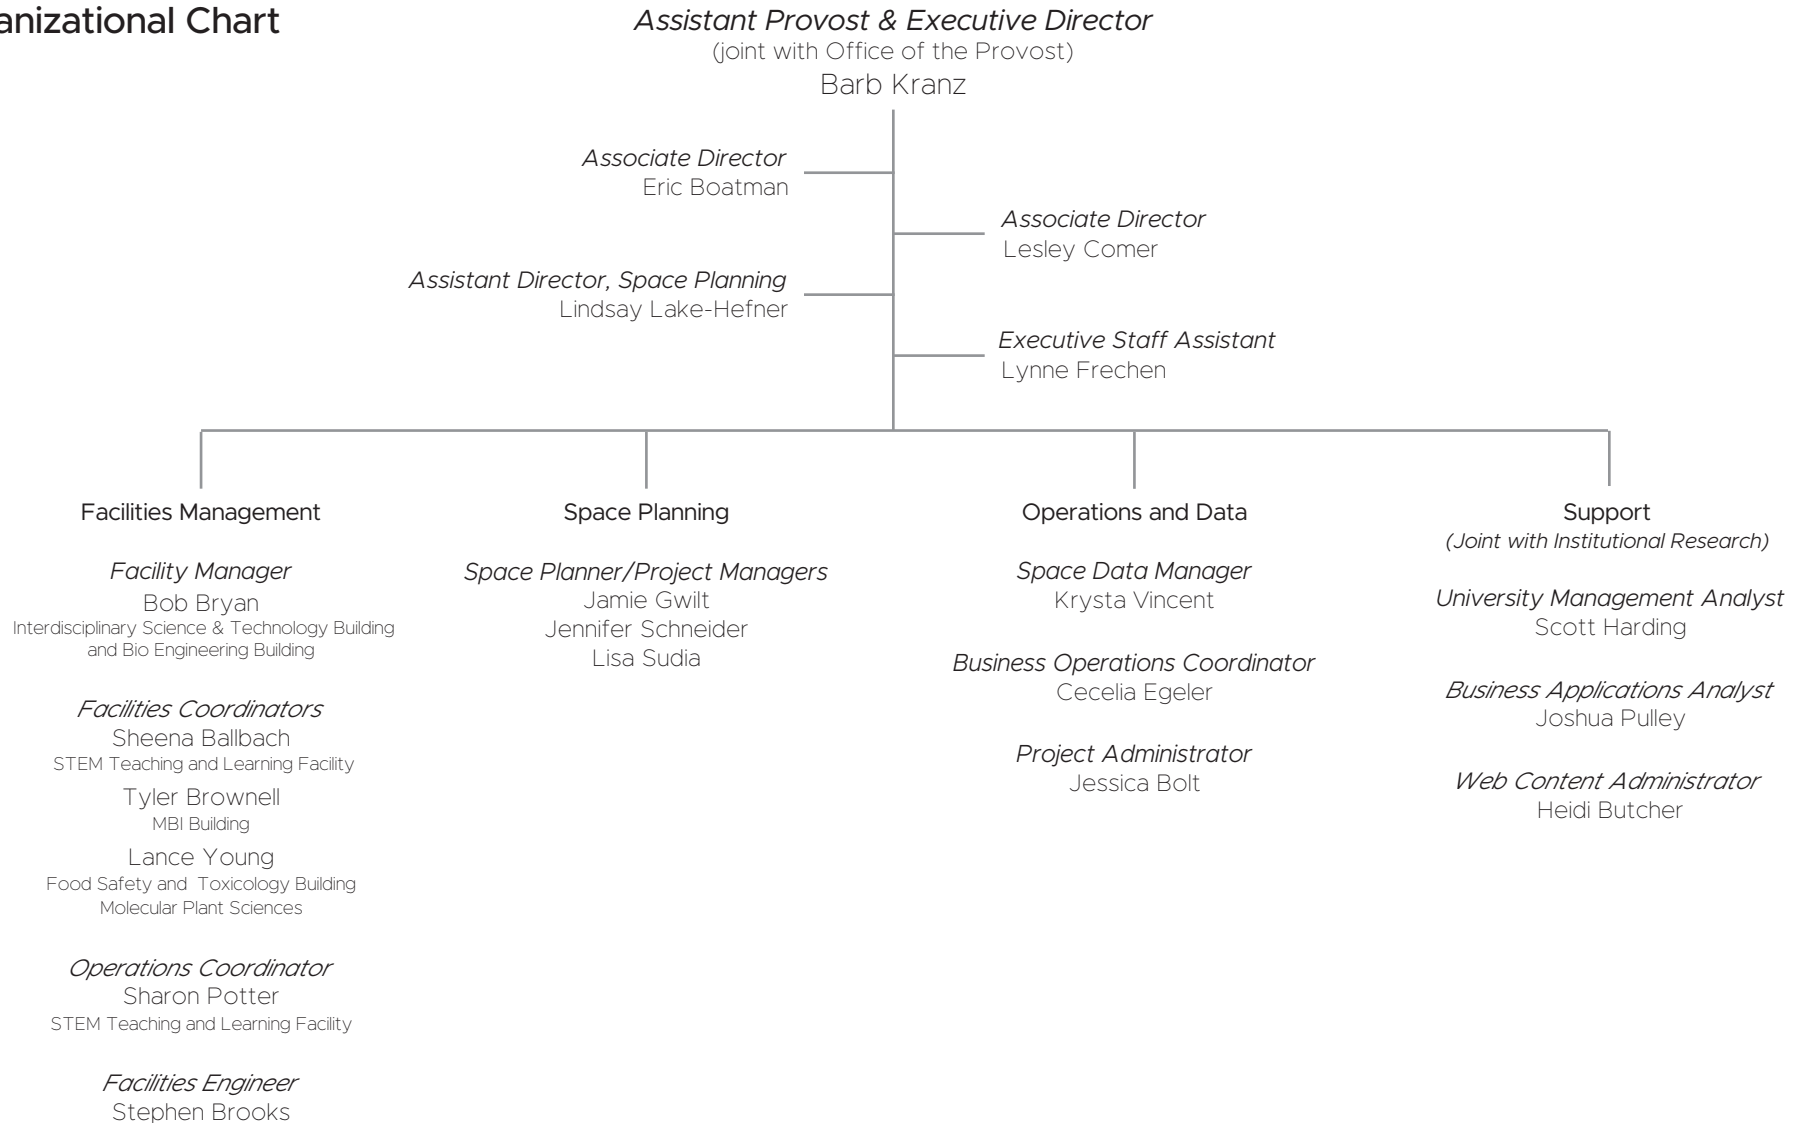 anizational Chart
Assistant Provost & Executive Director
(joint with Office of the Provost)
Barb Kranz
Associate Director
Eric Boatman
Associate Director
Lesley Comer
Assistant Director, Space Planning
Lindsay Lake-Hefner
Executive Staff Assistant
Lynne Frechen
Facilities Management
Facility Manager
Bob Bryan
Interdisciplinary Science & Technology Building
and Bio Engineering Building
Facilities Coordinators
Sheena Ballbach
STEM Teaching and Learning Facility
Tyler Brownell
MBI Building
Lance Young
Food Safety and Toxicology Building
Molecular Plant Sciences
Operations Coordinator
Sharon Potter
STEM Teaching and Learning Facility
Facilities Engineer
Stephen Brooks
Space Planning
Space Planner/Project Managers
Jamie Gwilt
Jennifer Schneider
Lisa Sudia
Operations and Data
Space Data Manager
Krysta Vincent
Business Operations Coordinator
Cecelia Egeler
Project Administrator
Jessica Bolt
Support
(Joint with Institutional Research)
University Management Analyst
Scott Harding
Business Applications Analyst
Joshua Pulley
Web Content Administrator
Heidi Butcher